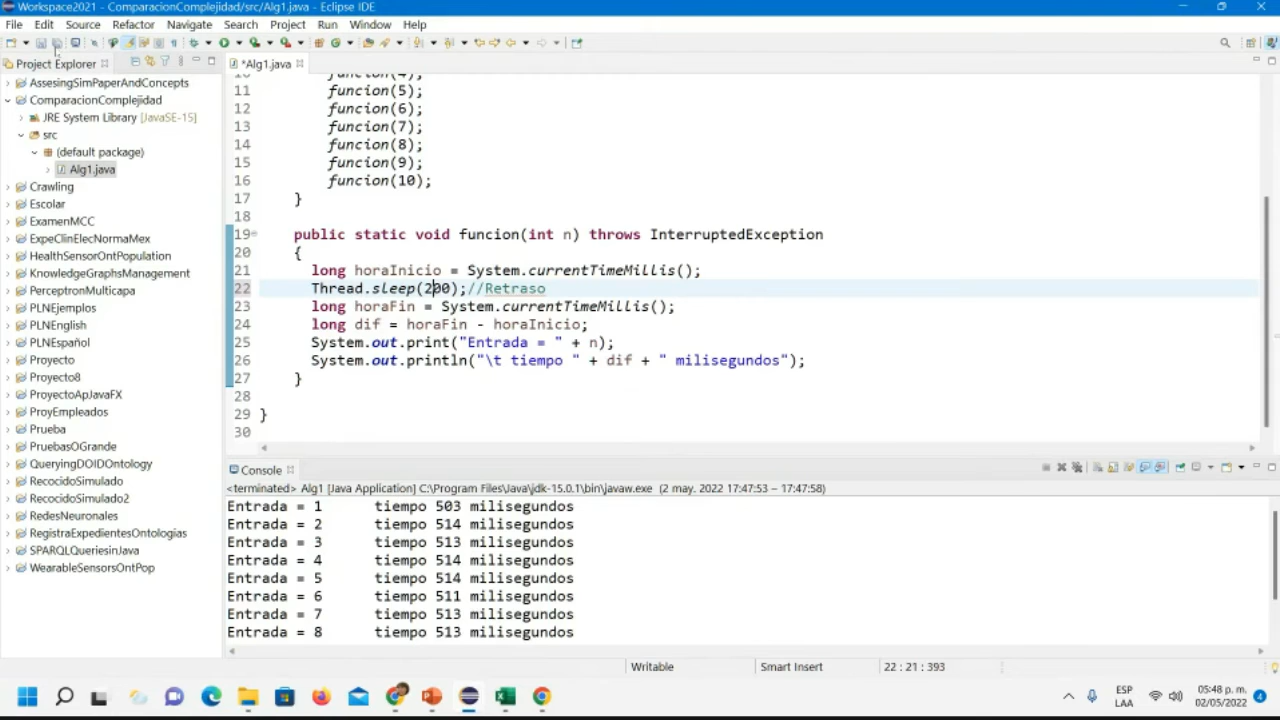 Workspace2021 - ComparacionComplejidad/src/Alg1.java - Eclipse IDE
File Edit Source Refactor Navigate Search Project Run Window Help
Project Explorer
AssesingSimPaperAndConcepts
ComparacionComplejidad
JRE System Library [JavaSE-15]
src
(default package)
Alg1.java
Crawling
Escolar
ExamenMCC
ExpeClinElecNormaMex
HealthSensorOntPopulation
KnowledgeGraphsManagement
PerceptronMulticapa
PLNEjemplos
PLNEnglish
PLNEspañol
Proyecto
Proyecto8
ProyectoApJavaFX
ProyEmpleados
Prueba
PruebasOGrande
QueryingDOIDOntology
RecocidoSimulado
RecocidoSimulado2
RedesNeuronales
RegistraExpedientesOntologias
SPARQLQueriesinJava
WearableSensorsOntPop
*Alg1.java
10 funcion(4);
11 funcion(5);
12 funcion(6);
13 funcion(7);
14 funcion(8);
15 funcion(9);
16 funcion(10);
17 }
18
19 public static void funcion(int n) throws InterruptedException
20 {
21 long horaInicio = System.currentTimeMillis();
22 Thread.sleep(200);//Retraso
23 long horaFin = System.currentTimeMillis();
24 long dif = horaFin - horaInicio;
25 System.out.print("Entrada = " + n);
26 System.out.println("\t tiempo " + dif + " milisegundos");
27 }
28
29 }
30
Console
<terminated> Alg1 [Java Application] C:\Program Files\Java\jdk-15.0.1\bin\javaw.exe (2 may. 2022 17:47:53 – 17:47:58)
Entrada = 1 tiempo 503 milisegundos
Entrada = 2 tiempo 514 milisegundos
Entrada = 3 tiempo 513 milisegundos
Entrada = 4 tiempo 514 milisegundos
Entrada = 5 tiempo 514 milisegundos
Entrada = 6 tiempo 511 milisegundos
Entrada = 7 tiempo 513 milisegundos
Entrada = 8 tiempo 513 milisegundos
Writable Smart Insert 22 : 21 : 393
ESP
LAA
05:48 p. m.
02/05/2022
4